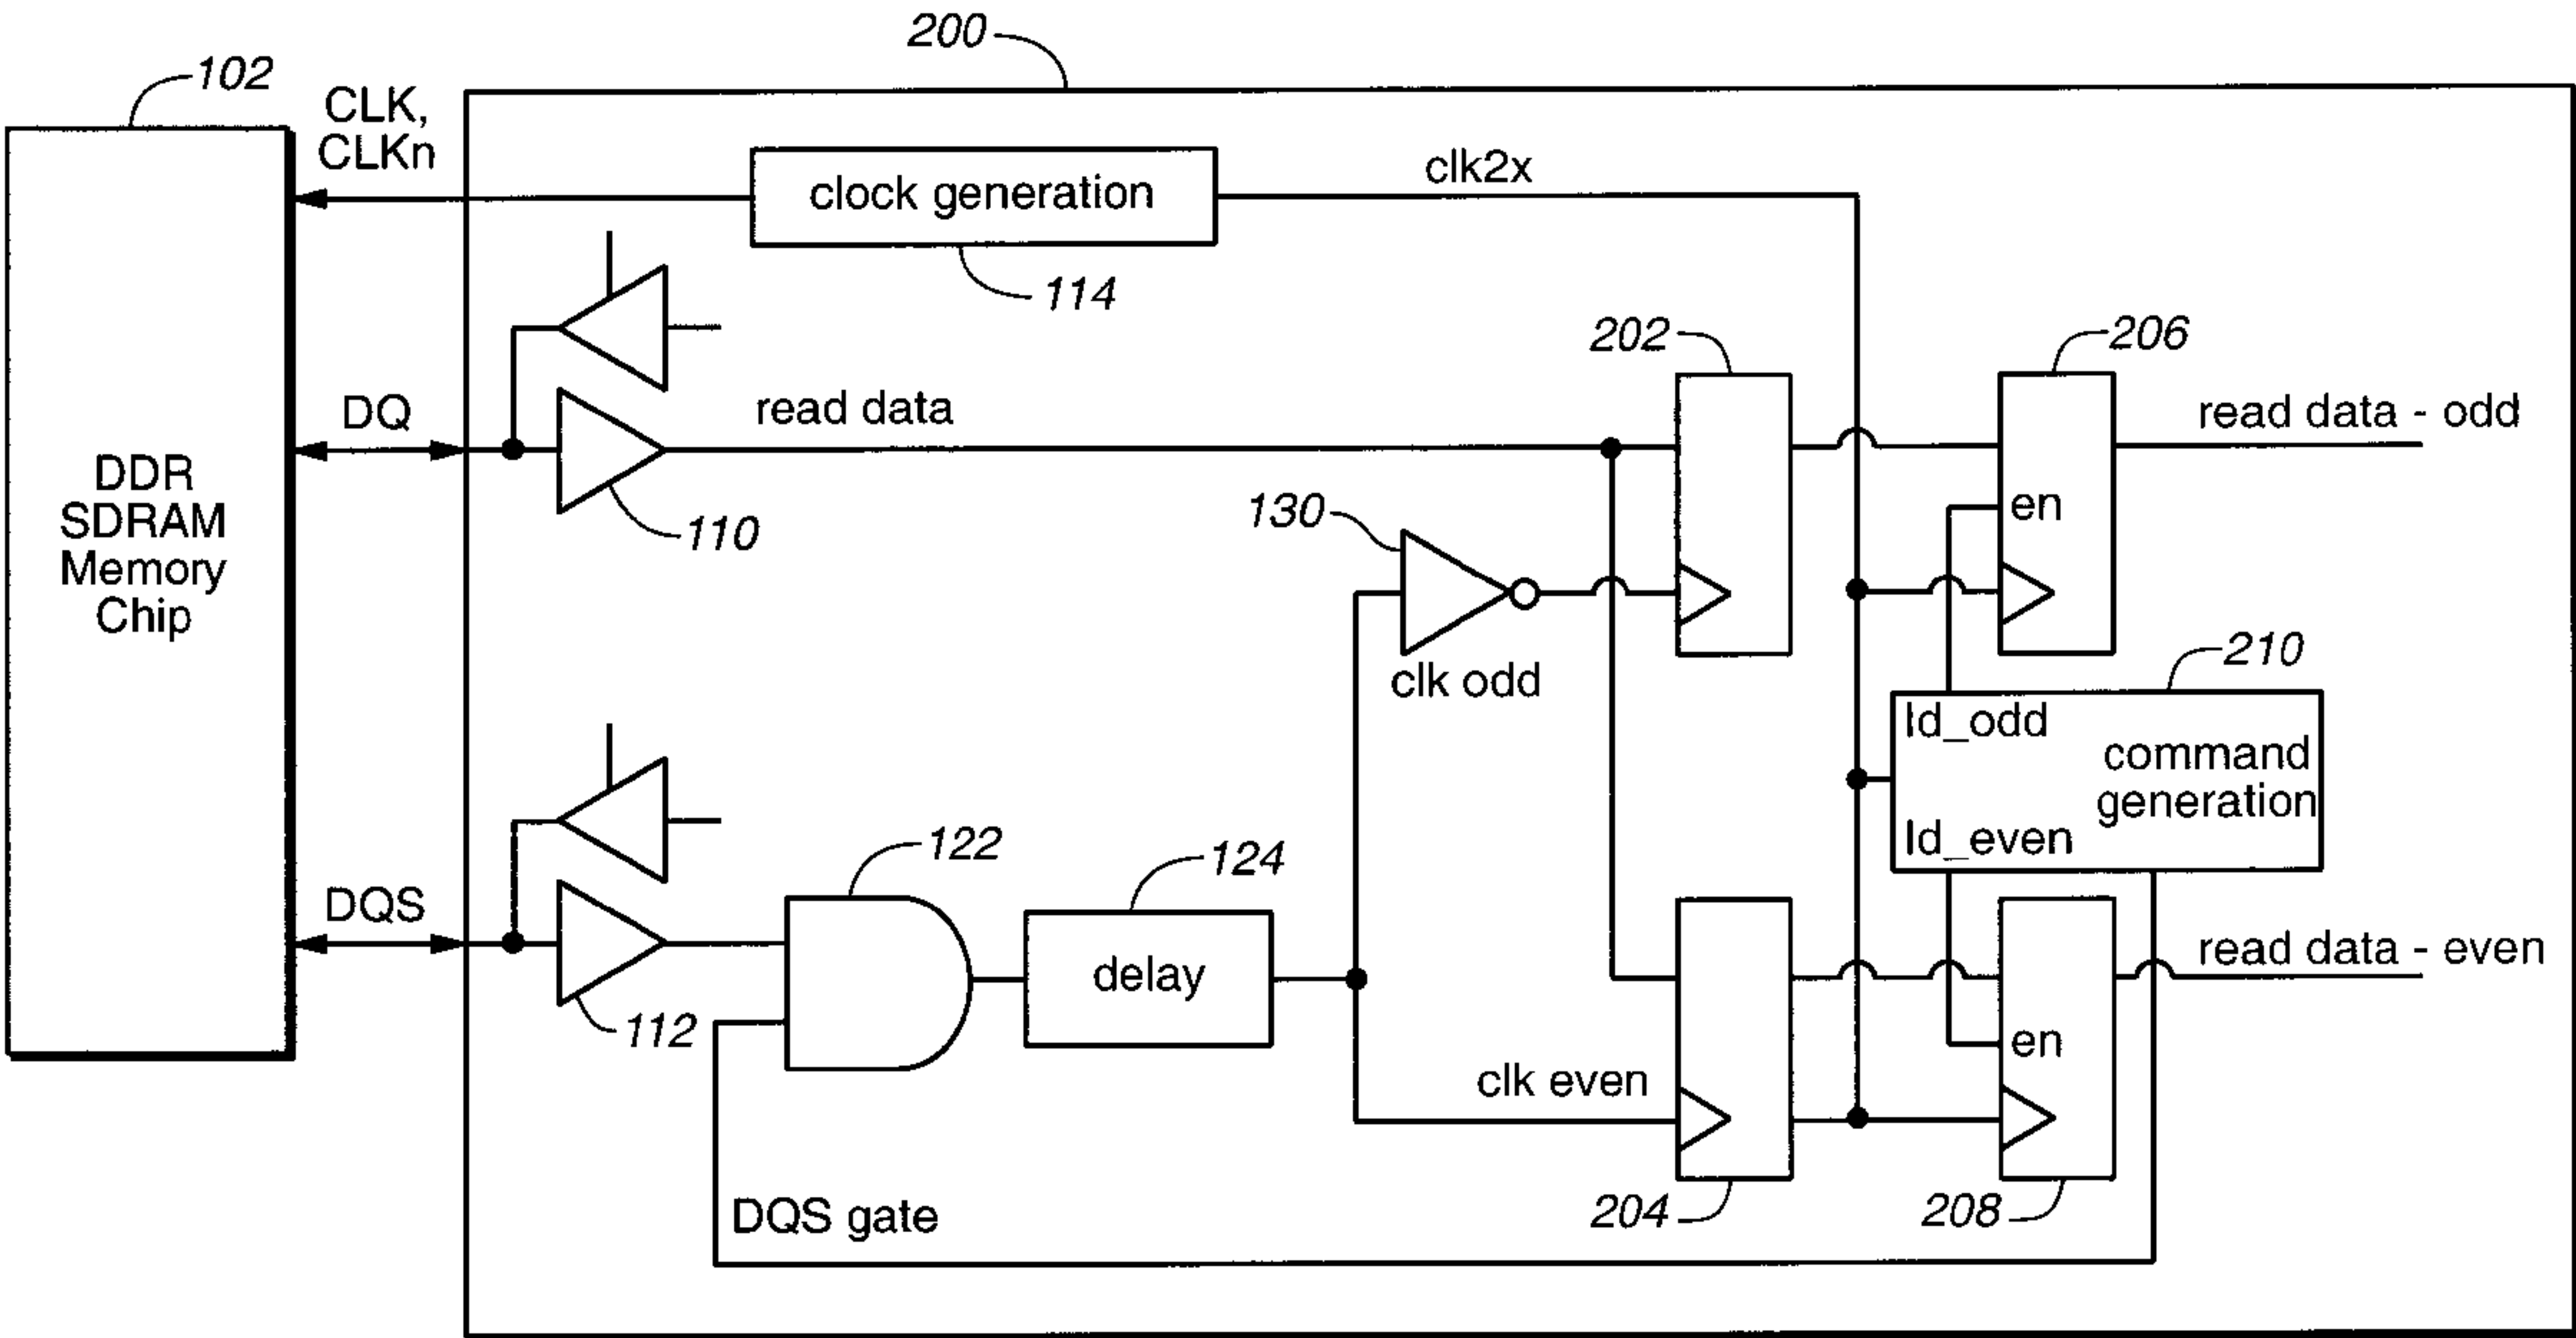 200
102
CLK,
CLKn
clock generation
clk2x
114
202
206
DQ
read data
read data - odd
110
130
en
DDR
SDRAM
Memory
Chip
clk odd
210
ld_odd
command
generation
ld_even
122
124
DQS
delay
read data - even
112
en
clk even
DQS gate
204
208